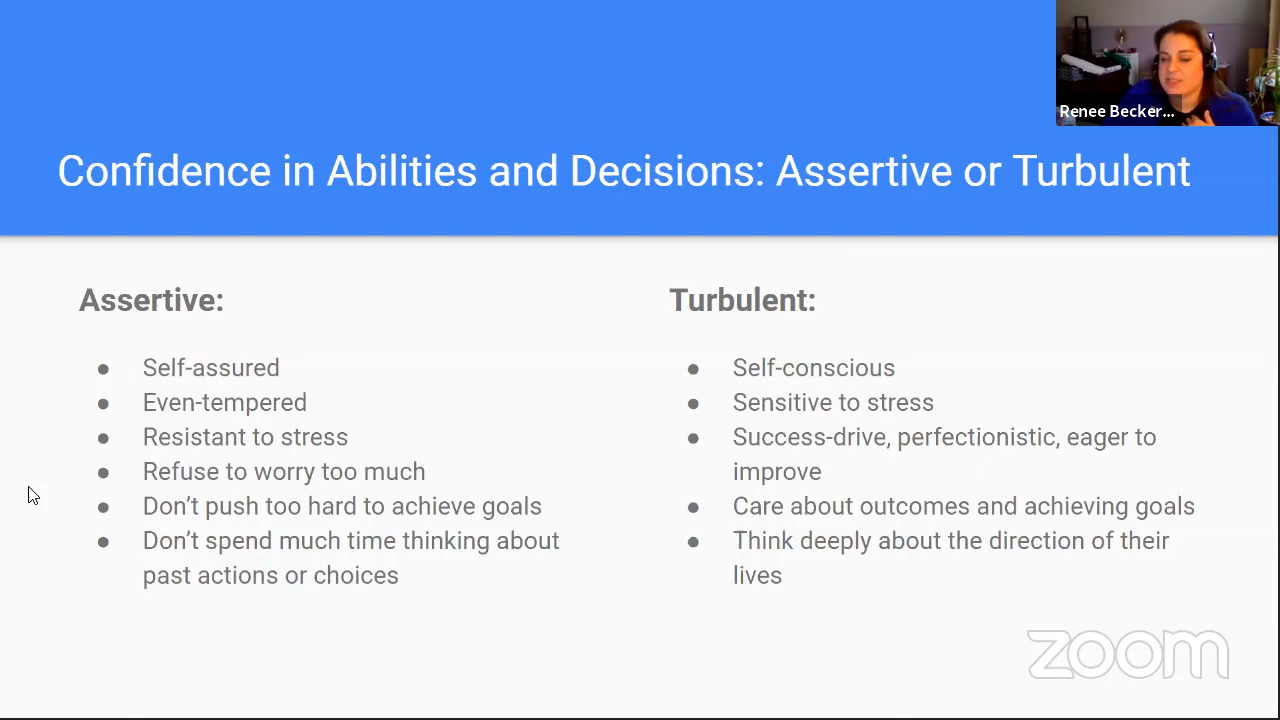 Renee Becker...
Confidence in Abilities and Decisions: Assertive or Turbulent
Assertive:
● Self-assured
● Even-tempered
● Resistant to stress
● Refuse to worry too much
● Don’t push too hard to achieve goals
● Don’t spend much time thinking about
past actions or choices
Turbulent:
● Self-conscious
● Sensitive to stress
● Success-drive, perfectionistic, eager to
improve
● Care about outcomes and achieving goals
● Think deeply about the direction of their
lives
zoom